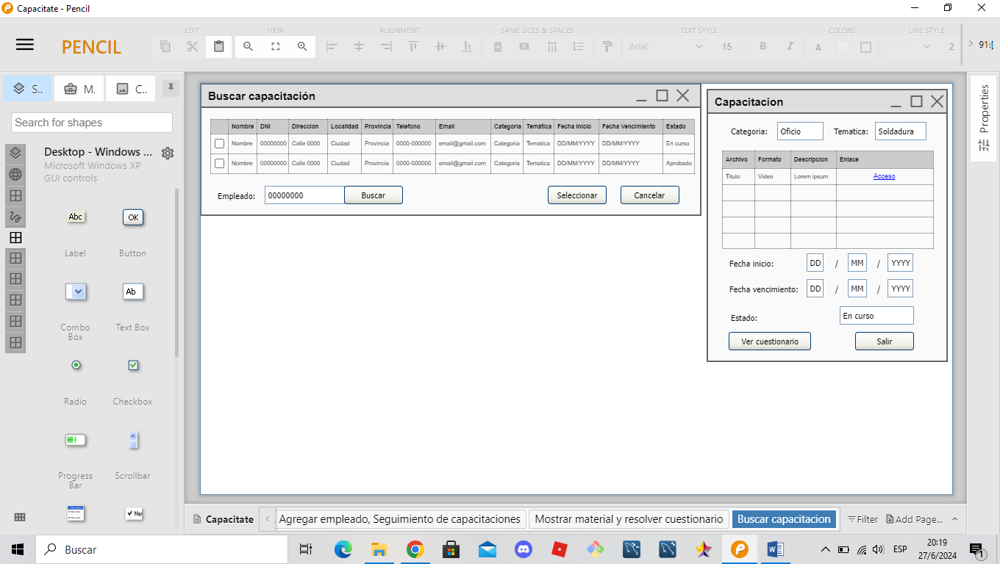 Capacitate - Pencil
EDIT 100% ALIGNMENT SAME SIZES & SPACES TEXT STYLE COLORS LINE STYLE
PENCIL 'Arial' 15 B I A 2 91:[
S.. M. C..
Search for shapes
Desktop - Windows ...
Microsoft Windows XP
GUI controls
Abc OK
Label Button
Ab
Combo
Box
Text Box
Radio Checkbox
Progress
Bar
Scrollbar
Buscar capacitación
Nombre DNI Direccion Localidad Provincia Telefono Email Categoria Tematica Fecha Inicio Fecha Vencimiento Estado
Nombre 00000000 Calle 0000 Ciudad Provincia 0000-000000 email@gmail.com Categoria Tematica DD/MM/YYYY DD/MM/YYYY En curso
Nombre 00000000 Calle 0000 Ciudad Provincia 0000-000000 email@gmail.com Categoria Tematica DD/MM/YYYY DD/MM/YYYY Aprobado
Empleado: 00000000 Buscar Seleccionar Cancelar
Capacitacion
Categoria: Oficio Tematica: Soldadura
Archivo Formato Descripcion Enlace
Titulo Video Lorem ipsum Acceso
Fecha inicio: DD / MM / YYYY
Fecha vencimiento: DD / MM / YYYY
Estado: En curso
Ver cuestionario Salir
Properties
Capacitate Agregar empleado, Seguimiento de capacitaciones Mostrar material y resolver cuestionario Buscar capacitacion Filter Add Page...
Buscar
ESP
20:19
27/6/2024
1